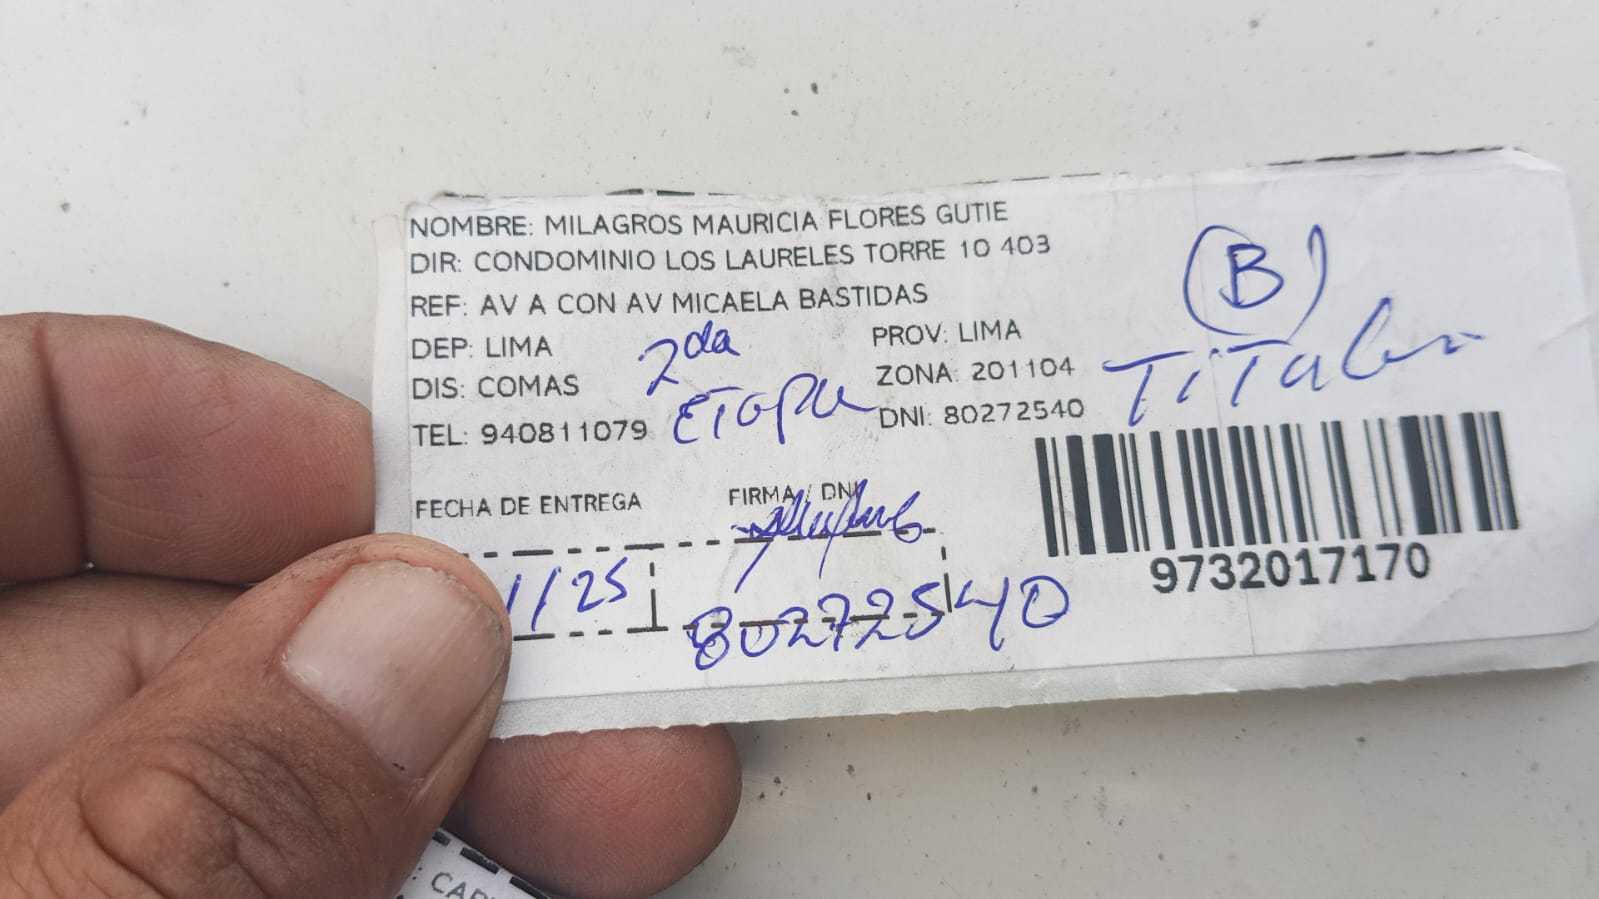 NOMBRE: MILAGROS MAURICIA FLORES GUTIE
DIR: CONDOMINIO LOS LAURELES TORRE 10 403
REF: AV A CON AV MICAELA BASTIDAS
DEP: LIMA
PROV: LIMA
DIS: COMAS
ZONA: 201104
TEL: 940811079
DNI: 80272540
2da
ETAPA
(B)
TiTular
FECHA DE ENTREGA
FIRMA / DNI
1/25
80272540
9732017170